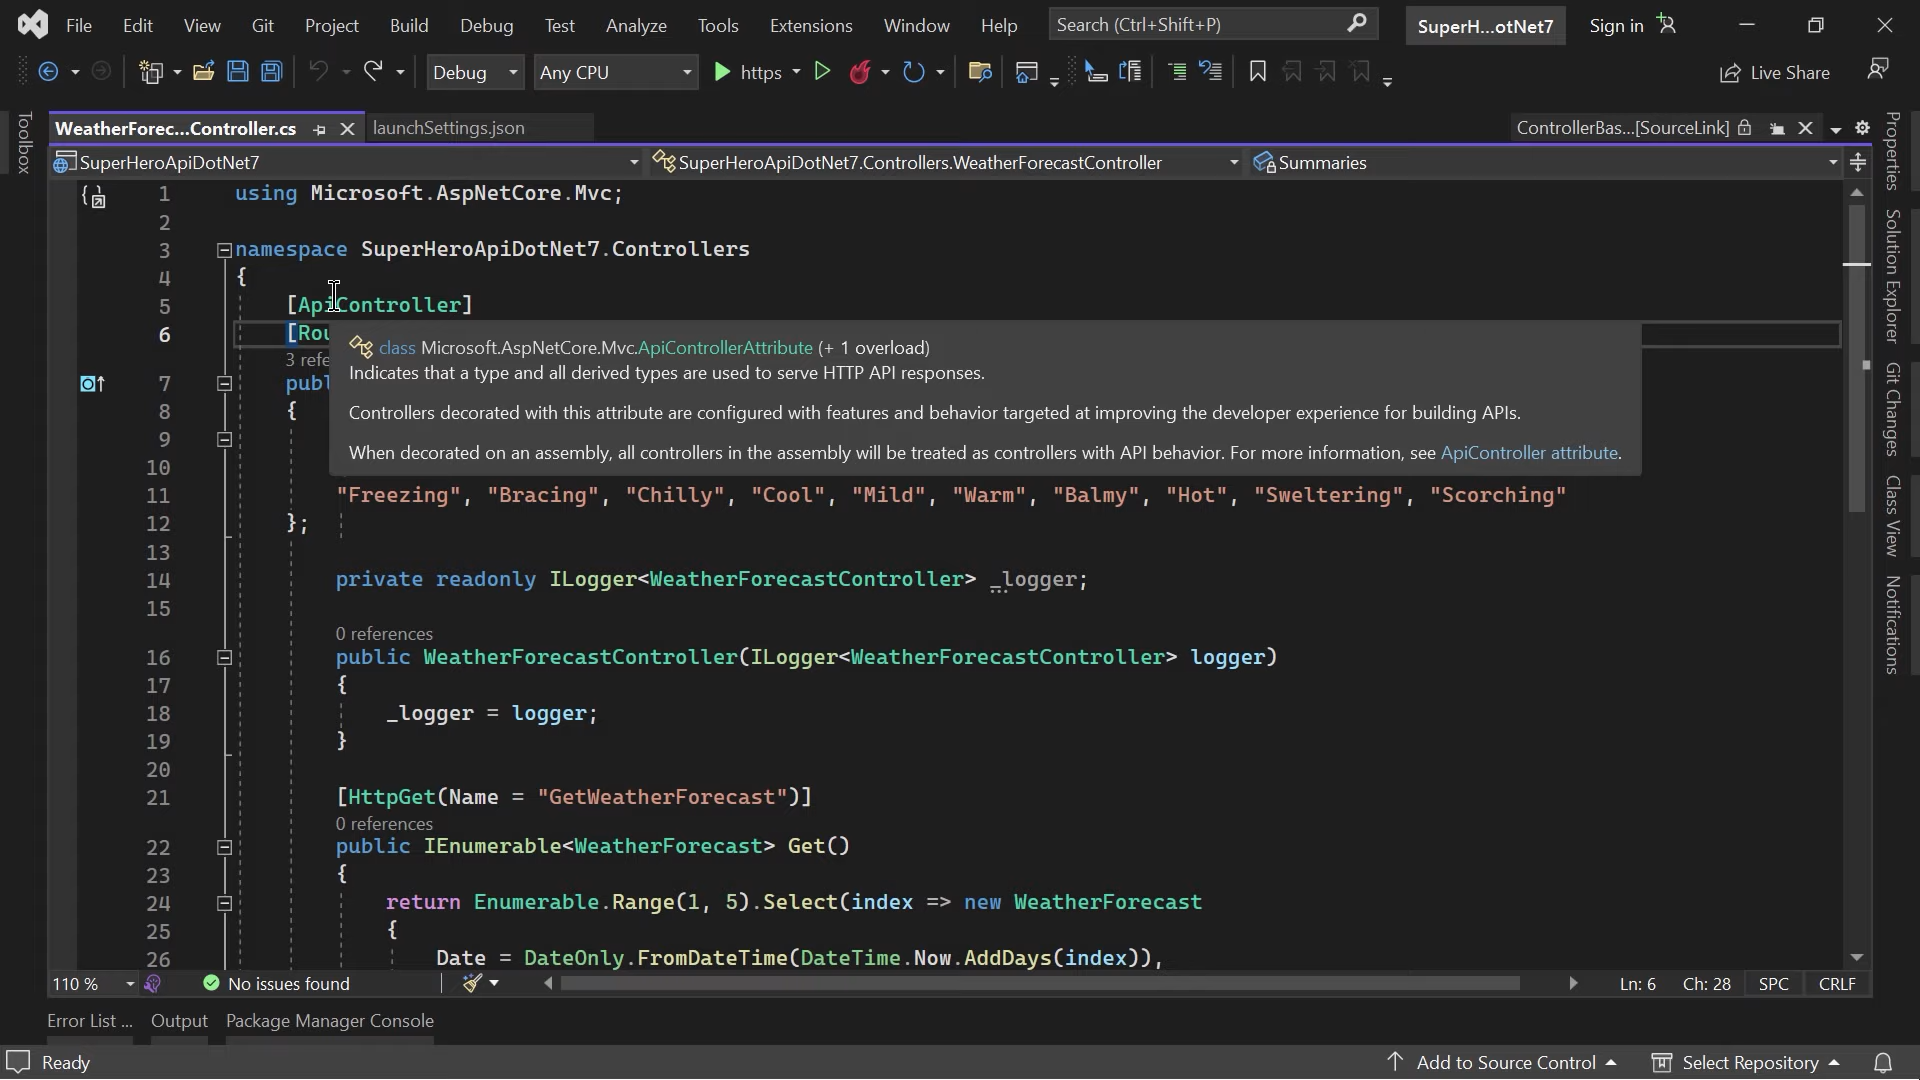 File Edit View Git Project Build Debug Test Analyze Tools Extensions Window Help Search (Ctrl+Shift+P) SuperH...otNet7 Sign in
Debug Any CPU https Live Share
WeatherForec...Controller.cs launchSettings.json ControllerBas...[SourceLink]
SuperHeroApiDotNet7 SuperHeroApiDotNet7.Controllers.WeatherForecastController Summaries
Toolbox
1 using Microsoft.AspNetCore.Mvc;
2
3 namespace SuperHeroApiDotNet7.Controllers
4 {
5 [ApiController]
6 [Rou
3 refe
7 publ
8 {
9
10
class Microsoft.AspNetCore.Mvc.ApiControllerAttribute (+ 1 overload)
Indicates that a type and all derived types are used to serve HTTP API responses.
Controllers decorated with this attribute are configured with features and behavior targeted at improving the developer experience for building APIs.
When decorated on an assembly, all controllers in the assembly will be treated as controllers with API behavior. For more information, see ApiController attribute.
11 "Freezing", "Bracing", "Chilly", "Cool", "Mild", "Warm", "Balmy", "Hot", "Sweltering", "Scorching"
12 };
13
14 private readonly ILogger<WeatherForecastController> _logger;
15
0 references
16 public WeatherForecastController(ILogger<WeatherForecastController> logger)
17 {
18 _logger = logger;
19 }
20
21 [HttpGet(Name = "GetWeatherForecast")]
0 references
22 public IEnumerable<WeatherForecast> Get()
23 {
24 return Enumerable.Range(1, 5).Select(index => new WeatherForecast
25 {
26 Date = DateOnly.FromDateTime(DateTime.Now.AddDays(index)),
Properties
Solution Explorer
Git Changes
Class View
Notifications
110 % No issues found Ln: 6 Ch: 28 SPC CRLF
Error List ... Output Package Manager Console
Ready Add to Source Control Select Repository